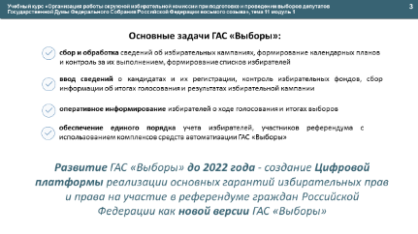 Учебный курс «Организация работы окружной избирательной комиссии при подготовке и проведении выборов депутатов
Государственной Думы Федерального Собрания Российской Федерации восьмого созыва», тема 11 модуль 1
3
Основные задачи ГАС «Выборы»:
сбор и обработка сведений об избирательных кампаниях, формирование календарных планов
и контроль за их выполнением, формирование списков избирателей
ввод сведений о кандидатах и их регистрации, контроль избирательных фондов, сбор
информации об итогах голосования и результатах избирательной кампании
оперативное информирование избирателей о ходе голосования и итогах выборов
обеспечение единого порядка учета избирателей, участников референдума с
использованием комплексов средств автоматизации ГАС «Выборы»
Развитие ГАС «Выборы» до 2022 года - создание Цифровой
платформы реализации основных гарантий избирательных прав
и права на участие в референдуме граждан Российской
Федерации как новой версии ГАС «Выборы»